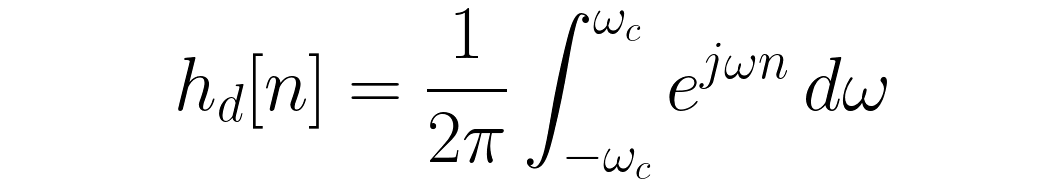 h_d[n] = \frac{1}{2\pi} \int_{-\omega_c}^{\omega_c} e^{j\omega n} \, d\omega